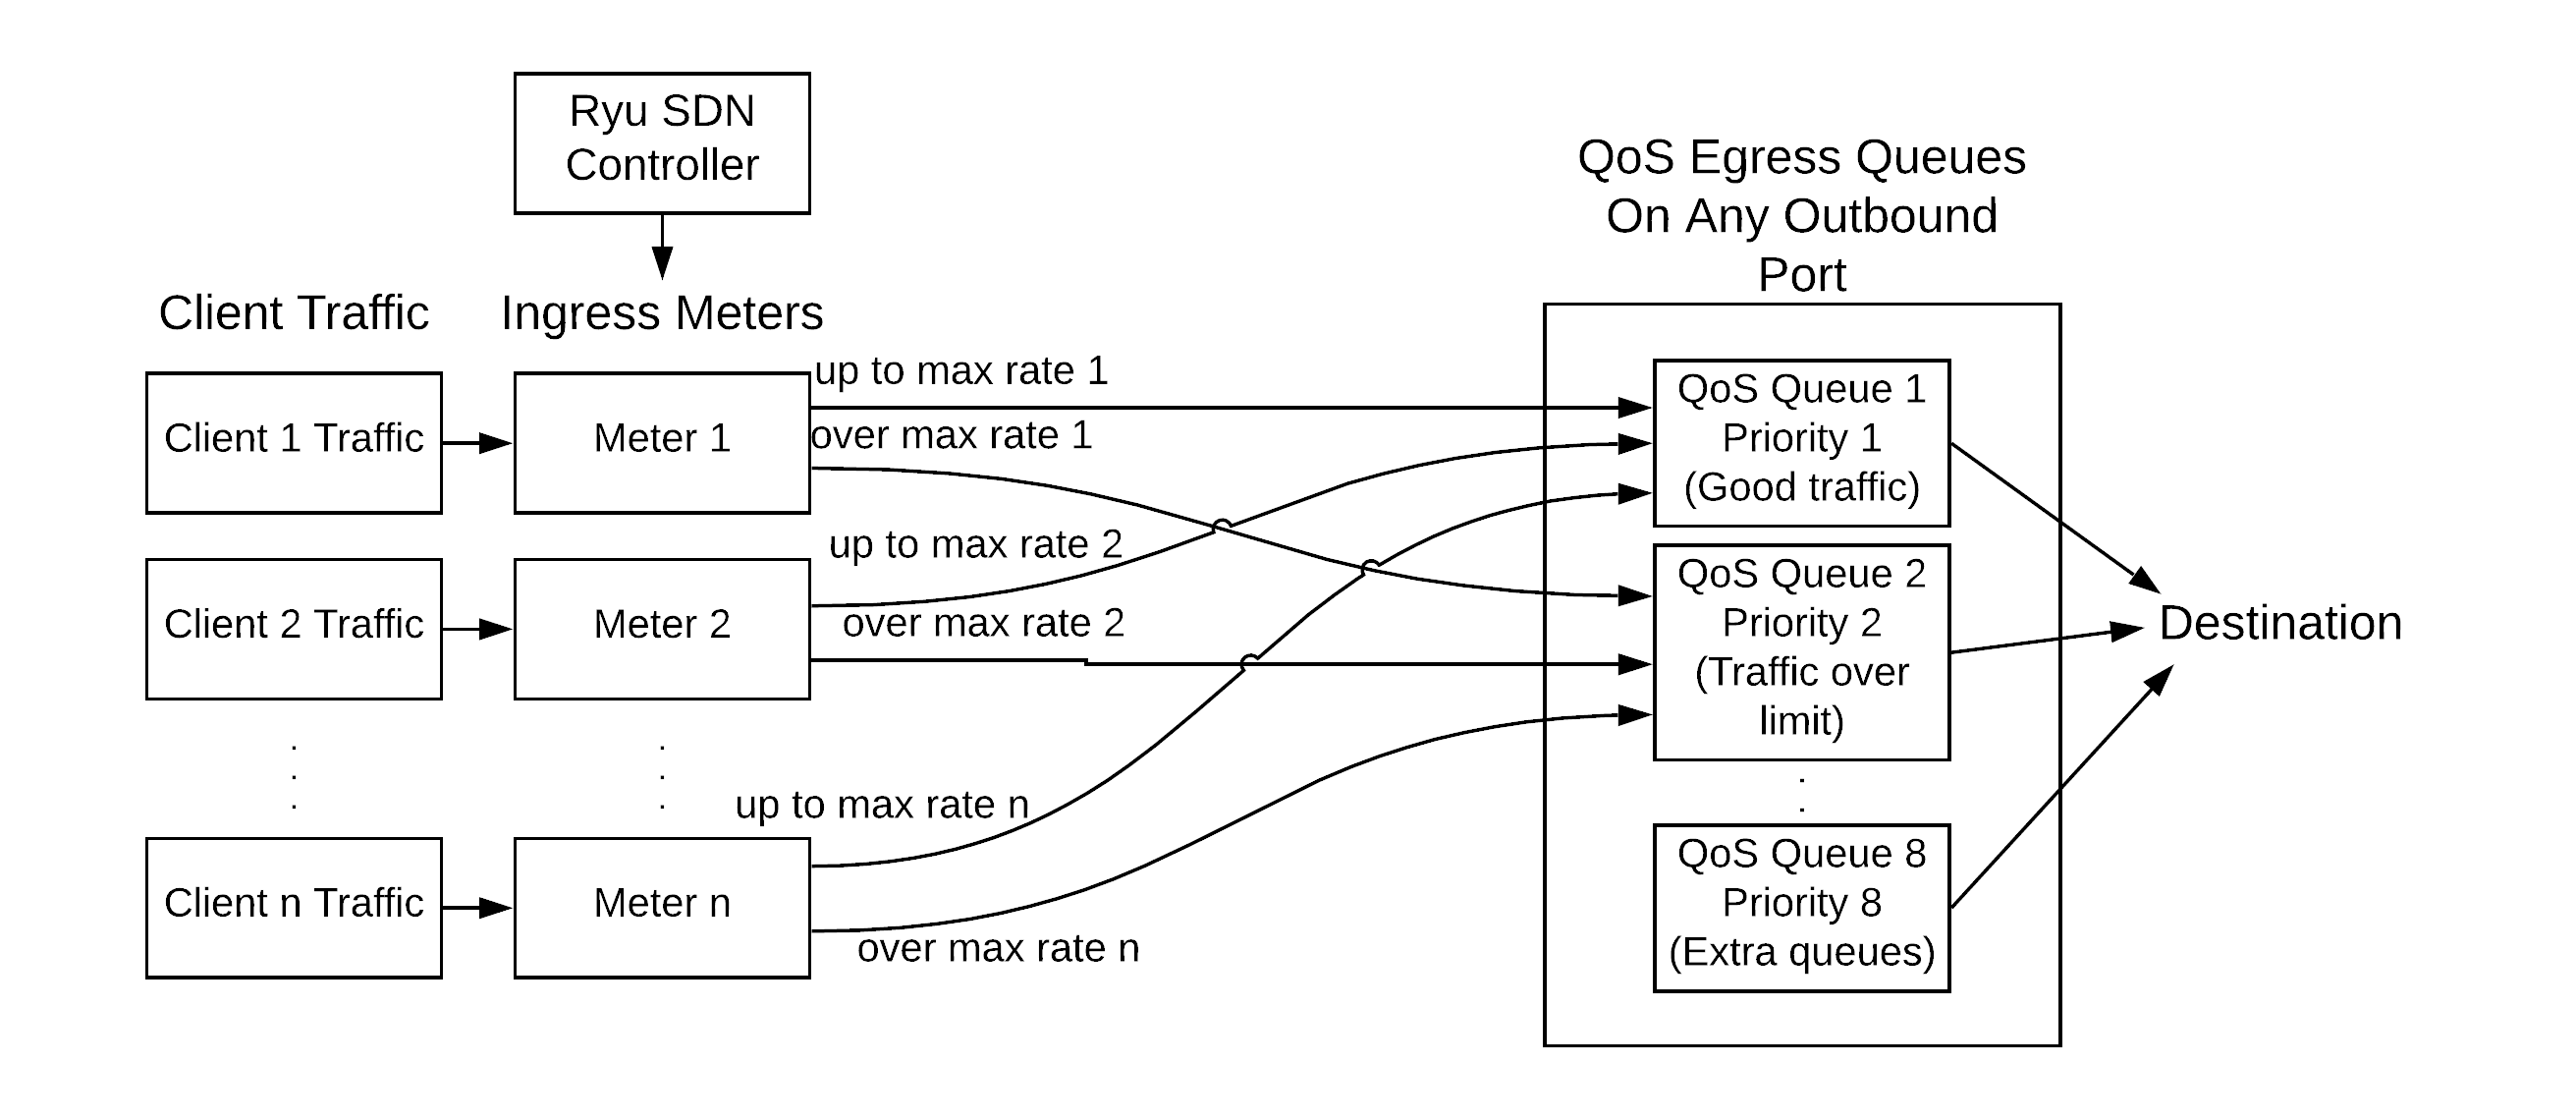 Ryu SDN
Controller
QoS Egress Queues
On Any Outbound
Port
Client Traffic
Ingress Meters
Client 1 Traffic
Meter 1
up to max rate 1
over max rate 1
QoS Queue 1
Priority 1
(Good traffic)
Client 2 Traffic
Meter 2
up to max rate 2
over max rate 2
QoS Queue 2
Priority 2
(Traffic over
limit)
Destination
Client n Traffic
Meter n
up to max rate n
over max rate n
QoS Queue 8
Priority 8
(Extra queues)